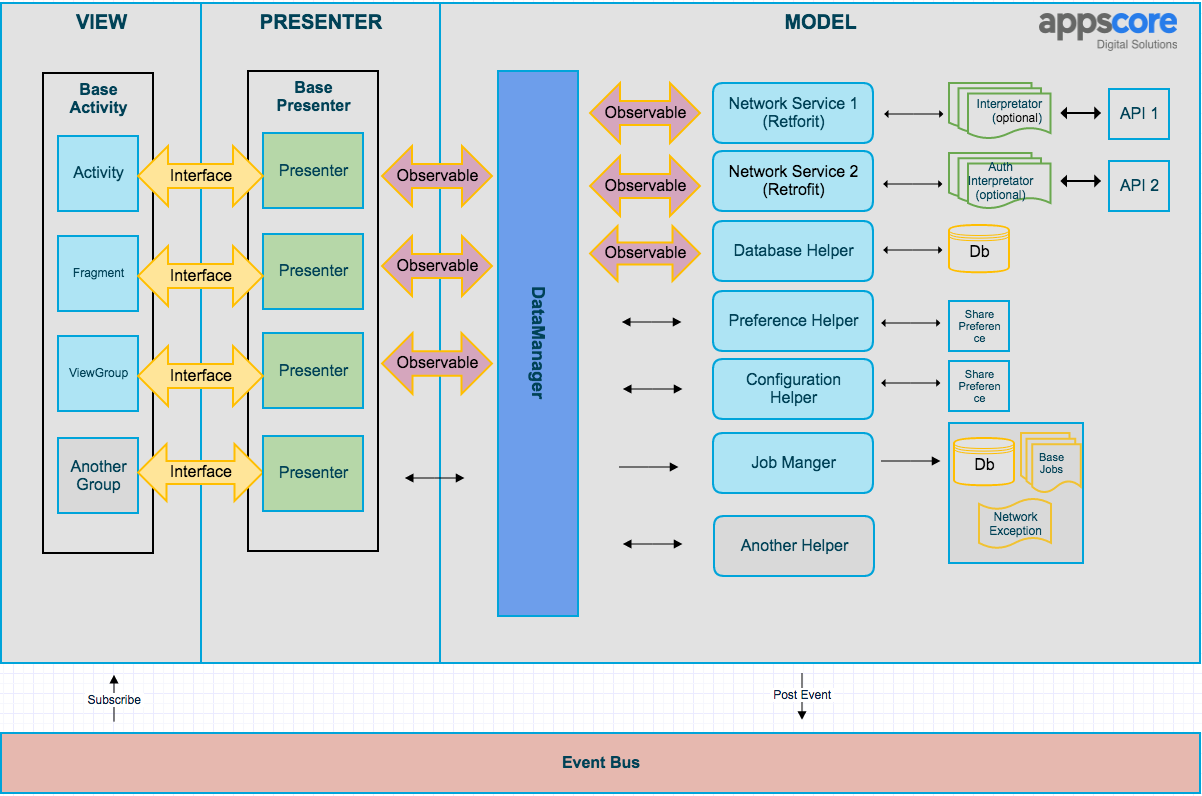 VIEW
PRESENTER
MODEL
appscore
Digital Solutions
Base
Activity
Activity
Fragment
ViewGroup
Another
Group
Interface
Interface
Interface
Interface
Base
Presenter
Presenter
Presenter
Presenter
Presenter
Observable
Observable
Observable
DataManager
Observable
Observable
Observable
Network Service 1
(Retforit)
Network Service 2
(Retrofit)
Database Helper
Preference Helper
Configuration
Helper
Job Manger
Another Helper
Interpretator
(optional)
API 1
Auth
Interpretator
(optional)
API 2
Db
Share
Preferen
ce
Share
Preferen
ce
Db
Base
Jobs
Network
Exception
Subscribe
Post Event
Event Bus